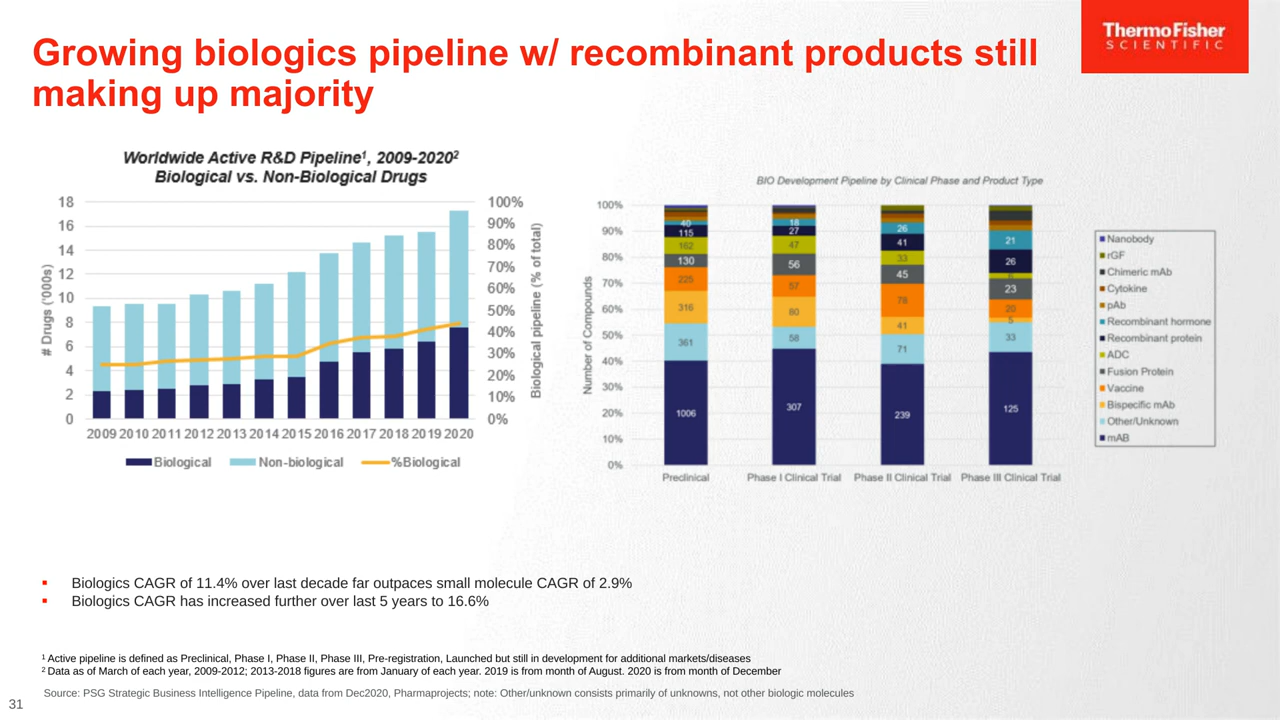 Growing biologics pipeline w/ recombinant products still
making up majority
ThermoFisher
SCIENTIFIC
Worldwide Active R&D Pipeline¹, 2009-2020²
Biological vs. Non-Biological Drugs
# Drugs ('000s)
18
16
14
12
10
8
6
4
2
0
100%
90%
80%
70%
60%
50%
40%
30%
20%
10%
0%
Biological pipeline (% of total)
2009 2010 2011 2012 2013 2014 2015 2016 2017 2018 2019 2020
Biological Non-biological %Biological
BIO Development Pipeline by Clinical Phase and Product Type
Number of Compounds
100%
90%
80%
70%
60%
50%
40%
30%
20%
10%
0%
40
115
162
130
225
316
361
1006
18
27
47
56
57
80
58
307
26
41
33
45
78
41
71
239
21
26
6
23
20
5
33
125
Preclinical Phase I Clinical Trial Phase II Clinical Trial Phase III Clinical Trial
Nanobody
rGF
Chimeric mAb
Cytokine
pAb
Recombinant hormone
Recombinant protein
ADC
Fusion Protein
Vaccine
Bispecific mAb
Other/Unknown
mAB
▪ Biologics CAGR of 11.4% over last decade far outpaces small molecule CAGR of 2.9%
▪ Biologics CAGR has increased further over last 5 years to 16.6%
¹ Active pipeline is defined as Preclinical, Phase I, Phase II, Phase III, Pre-registration, Launched but still in development for additional markets/diseases
² Data as of March of each year, 2009-2012; 2013-2018 figures are from January of each year. 2019 is from month of August. 2020 is from month of December
Source: PSG Strategic Business Intelligence Pipeline, data from Dec2020, Pharmaprojects; note: Other/unknown consists primarily of unknowns, not other biologic molecules
31